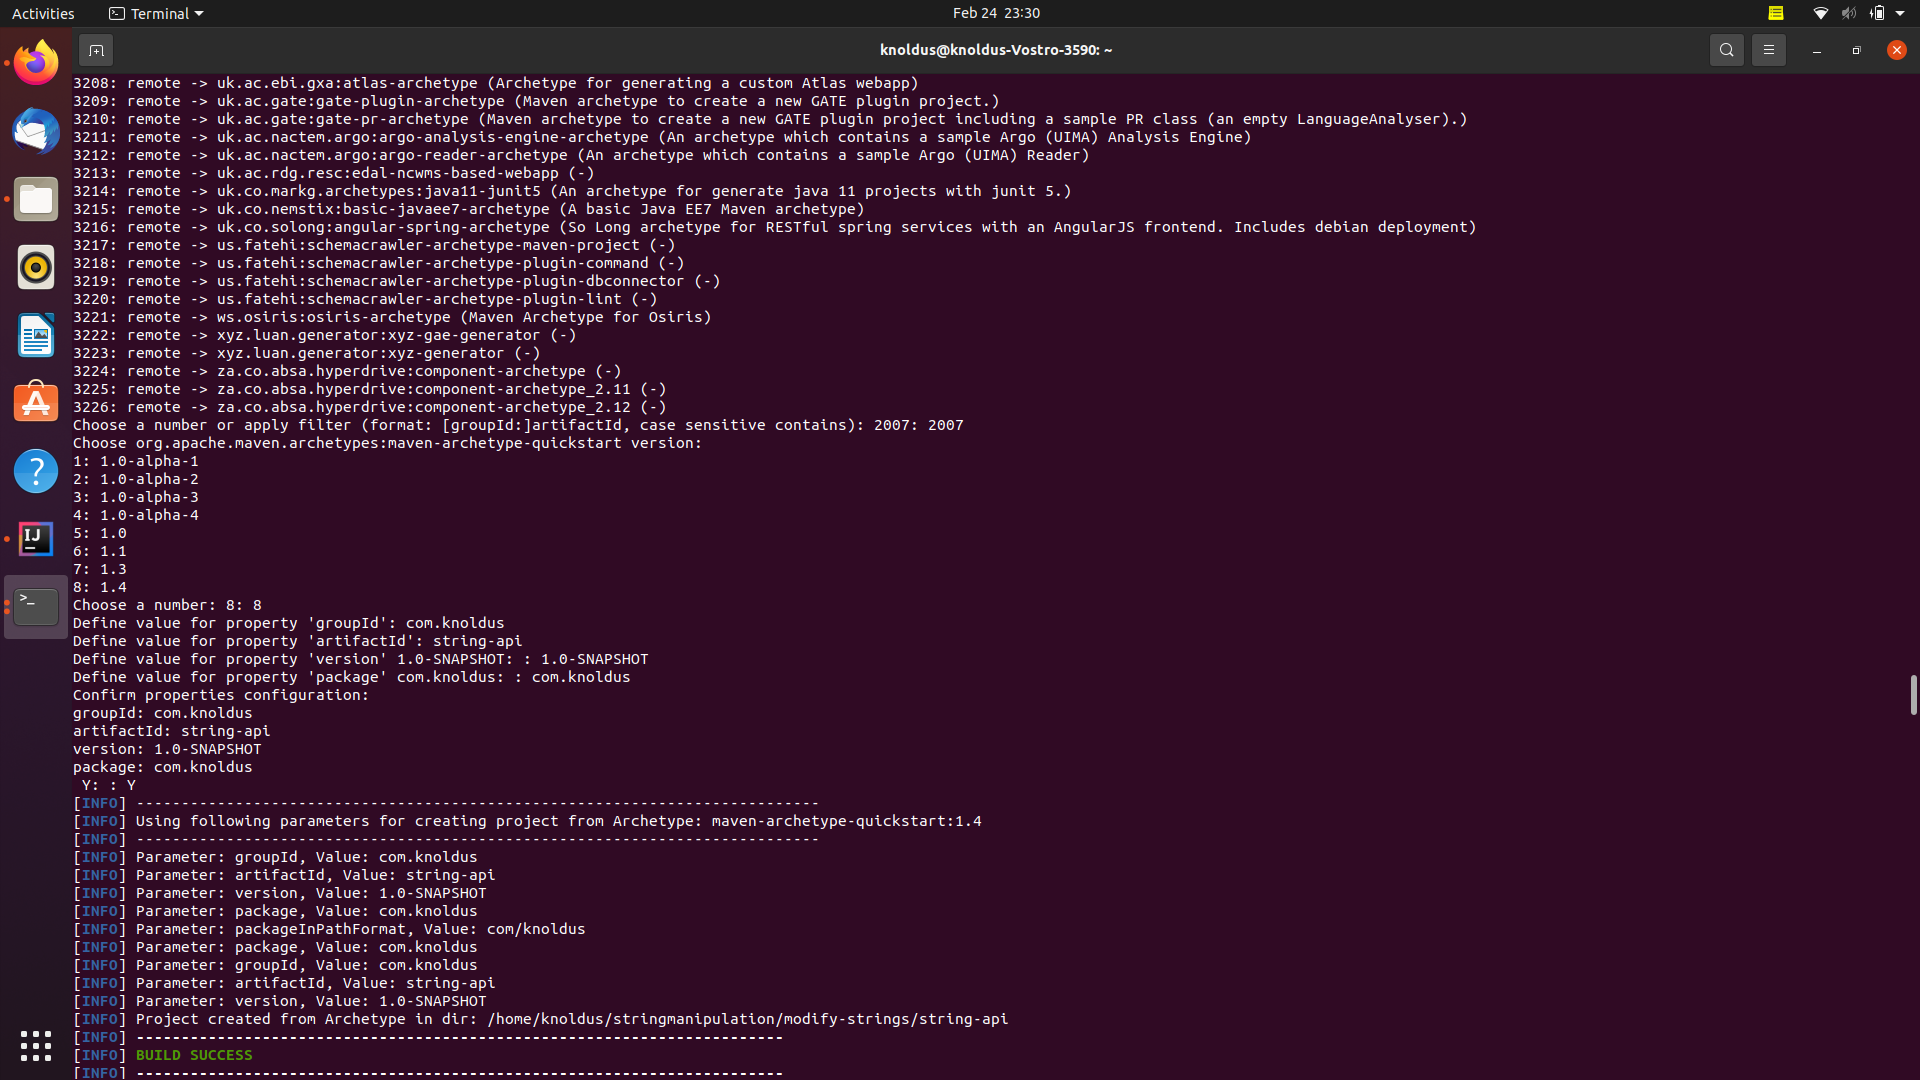 Activities
Terminal
Feb 24 23:30
knoldus@knoldus-Vostro-3590: ~
3208: remote -> uk.ac.ebi.gxa:atlas-archetype (Archetype for generating a custom Atlas webapp)
3209: remote -> uk.ac.gate:gate-plugin-archetype (Maven archetype to create a new GATE plugin project.)
3210: remote -> uk.ac.gate:gate-pr-archetype (Maven archetype to create a new GATE plugin project including a sample PR class (an empty LanguageAnalyser).)
3211: remote -> uk.ac.nactem.argo:argo-analysis-engine-archetype (An archetype which contains a sample Argo (UIMA) Analysis Engine)
3212: remote -> uk.ac.nactem.argo:argo-reader-archetype (An archetype which contains a sample Argo (UIMA) Reader)
3213: remote -> uk.ac.rdg.resc:edal-ncwms-based-webapp (-)
3214: remote -> uk.co.markg.archetypes:java11-junit5 (An archetype for generate java 11 projects with junit 5.)
3215: remote -> uk.co.nemstix:basic-javaee7-archetype (A basic Java EE7 Maven archetype)
3216: remote -> uk.co.solong:angular-spring-archetype (So Long archetype for RESTful spring services with an AngularJS frontend. Includes debian deployment)
3217: remote -> us.fatehi:schemacrawler-archetype-maven-project (-)
3218: remote -> us.fatehi:schemacrawler-archetype-plugin-command (-)
3219: remote -> us.fatehi:schemacrawler-archetype-plugin-dbconnector (-)
3220: remote -> us.fatehi:schemacrawler-archetype-plugin-lint (-)
3221: remote -> ws.osiris:osiris-archetype (Maven Archetype for Osiris)
3222: remote -> xyz.luan.generator:xyz-gae-generator (-)
3223: remote -> xyz.luan.generator:xyz-generator (-)
3224: remote -> za.co.absa.hyperdrive:component-archetype (-)
3225: remote -> za.co.absa.hyperdrive:component-archetype_2.11 (-)
3226: remote -> za.co.absa.hyperdrive:component-archetype_2.12 (-)
Choose a number or apply filter (format: [groupId:]artifactId, case sensitive contains): 2007: 2007
Choose org.apache.maven.archetypes:maven-archetype-quickstart version:
1: 1.0-alpha-1
2: 1.0-alpha-2
3: 1.0-alpha-3
4: 1.0-alpha-4
5: 1.0
6: 1.1
7: 1.3
8: 1.4
Choose a number: 8: 8
Define value for property 'groupId': com.knoldus
Define value for property 'artifactId': string-api
Define value for property 'version' 1.0-SNAPSHOT: : 1.0-SNAPSHOT
Define value for property 'package' com.knoldus: : com.knoldus
Confirm properties configuration:
groupId: com.knoldus
artifactId: string-api
version: 1.0-SNAPSHOT
package: com.knoldus
 Y: : Y
[INFO] ----------------------------------------------------------------------------
[INFO] Using following parameters for creating project from Archetype: maven-archetype-quickstart:1.4
[INFO] ----------------------------------------------------------------------------
[INFO] Parameter: groupId, Value: com.knoldus
[INFO] Parameter: artifactId, Value: string-api
[INFO] Parameter: version, Value: 1.0-SNAPSHOT
[INFO] Parameter: package, Value: com.knoldus
[INFO] Parameter: packageInPathFormat, Value: com/knoldus
[INFO] Parameter: package, Value: com.knoldus
[INFO] Parameter: groupId, Value: com.knoldus
[INFO] Parameter: artifactId, Value: string-api
[INFO] Parameter: version, Value: 1.0-SNAPSHOT
[INFO] Project created from Archetype in dir: /home/knoldus/stringmanipulation/modify-strings/string-api
[INFO] ------------------------------------------------------------------------
[INFO] BUILD SUCCESS
[INFO] ------------------------------------------------------------------------